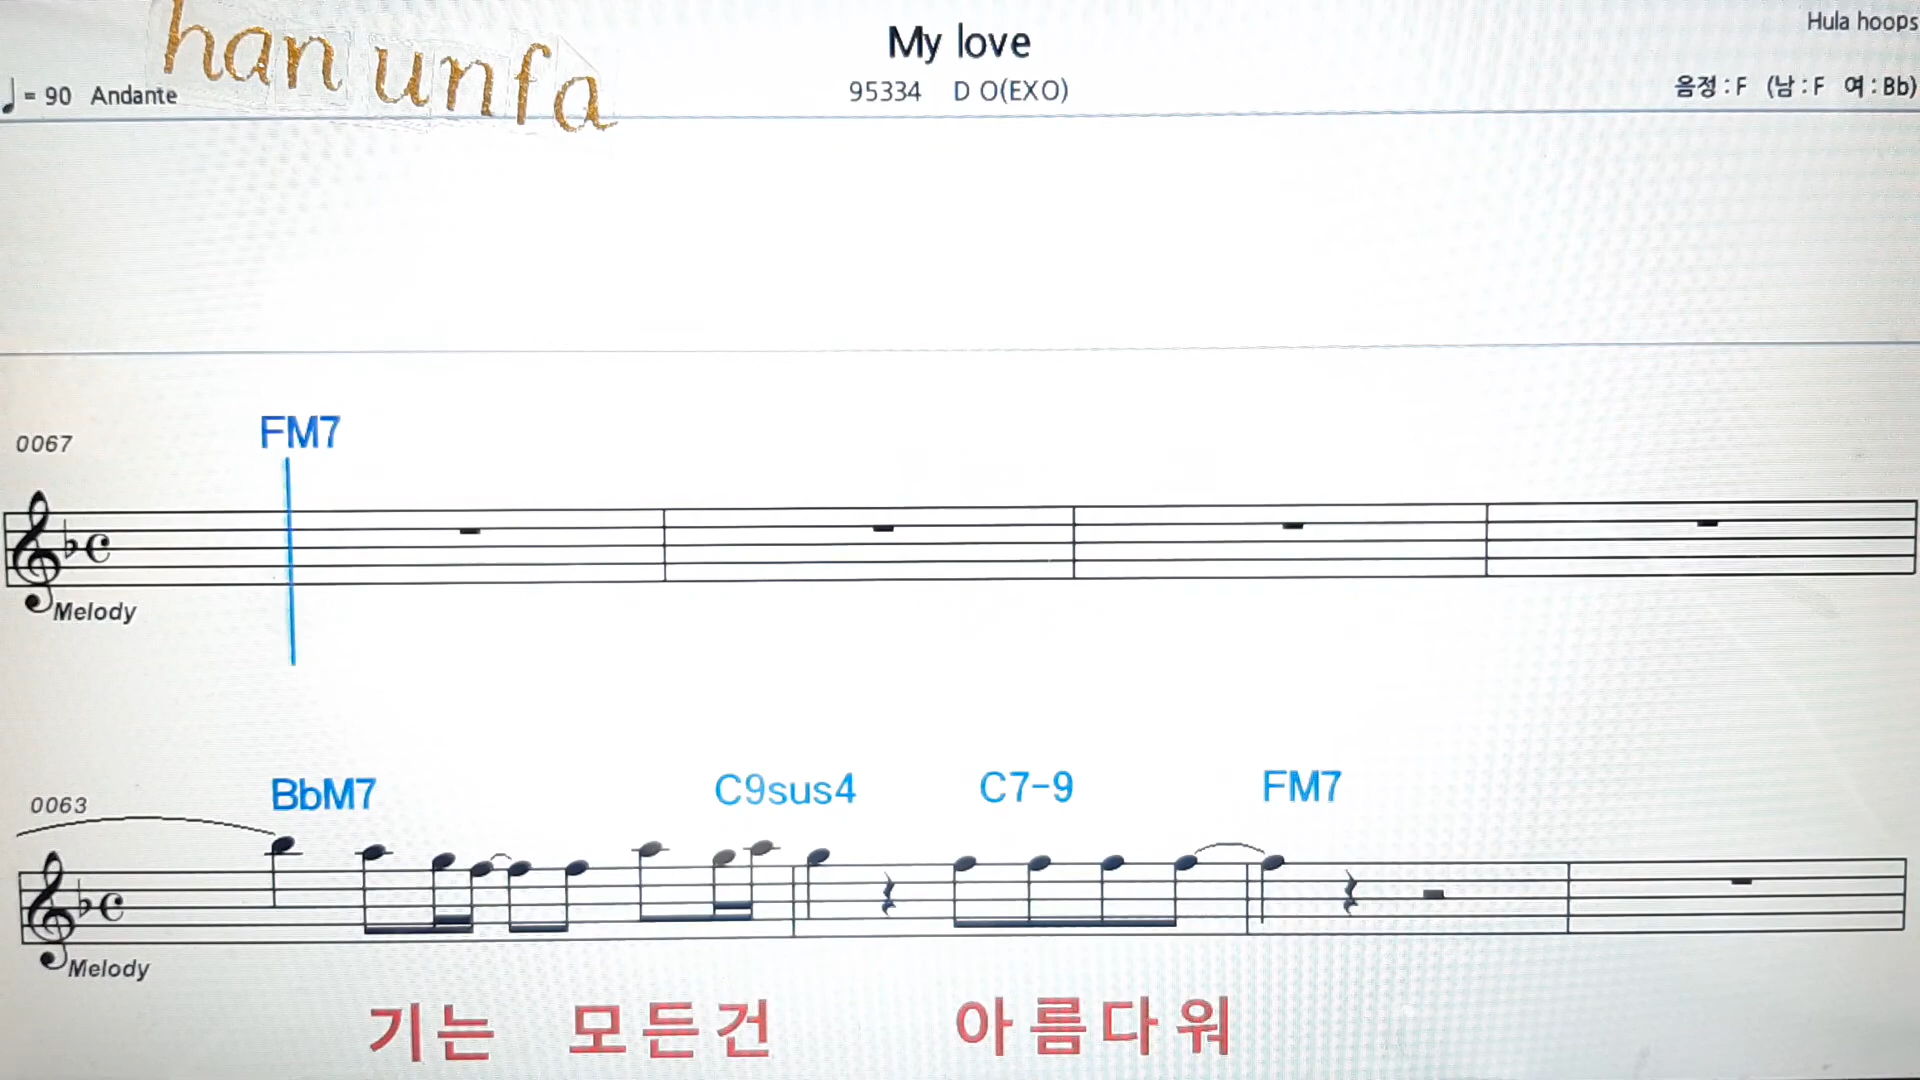 han unfa
My love
Hula hoops
♩= 90 Andante
95334 D O(EXO)
음정 : F (남 : F 여 : Bb)
0067
FM7
Melody
0063
BbM7 C9sus4 C7-9 FM7
Melody
기는 모든건 아름다워